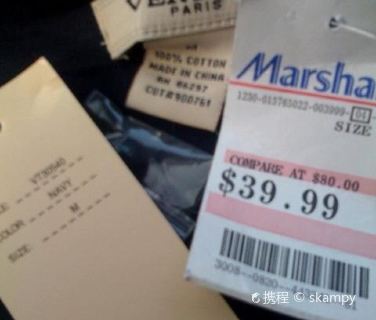 PARIS
M
100% COTTON
MADE IN CHINA
RN 86297
CUT#900761
Marsha
SIZE
COMPARE AT $80.00
$39.99
VT30540
COLOR NAVY
SIZE: M
携程 © skampy